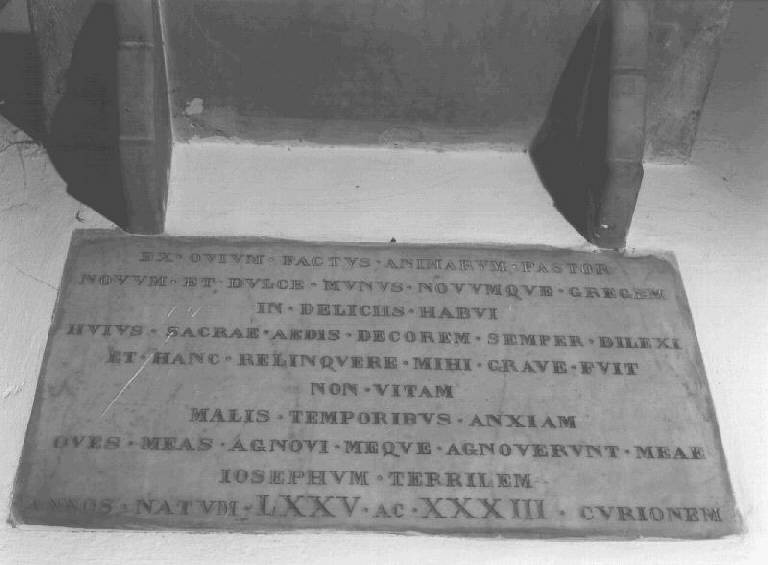 EX·OVIVM·FACTVS·ANIMARVM·PASTOR
NOVVM·ET·DVLCE·MVNVS·NOVVMQVE·GREGEM
IN·DELICIIS·HABVI
HVIVS·SACRAE·AEDIS·DECOREM·SEMPER·DILEXI
ET·HANC·RELINQVERE·MIHI·GRAVE·FVIT
NON·VITAM
MALIS·TEMPORIBVS·ANXIAM
OVES·MEAS·AGNOVI·MEQVE·AGNOVERVNT·MEAE
IOSEPHVM·TERRILEM
ANNOS·NATVM·LXXV·AC·XXXIII·CVRIONEM